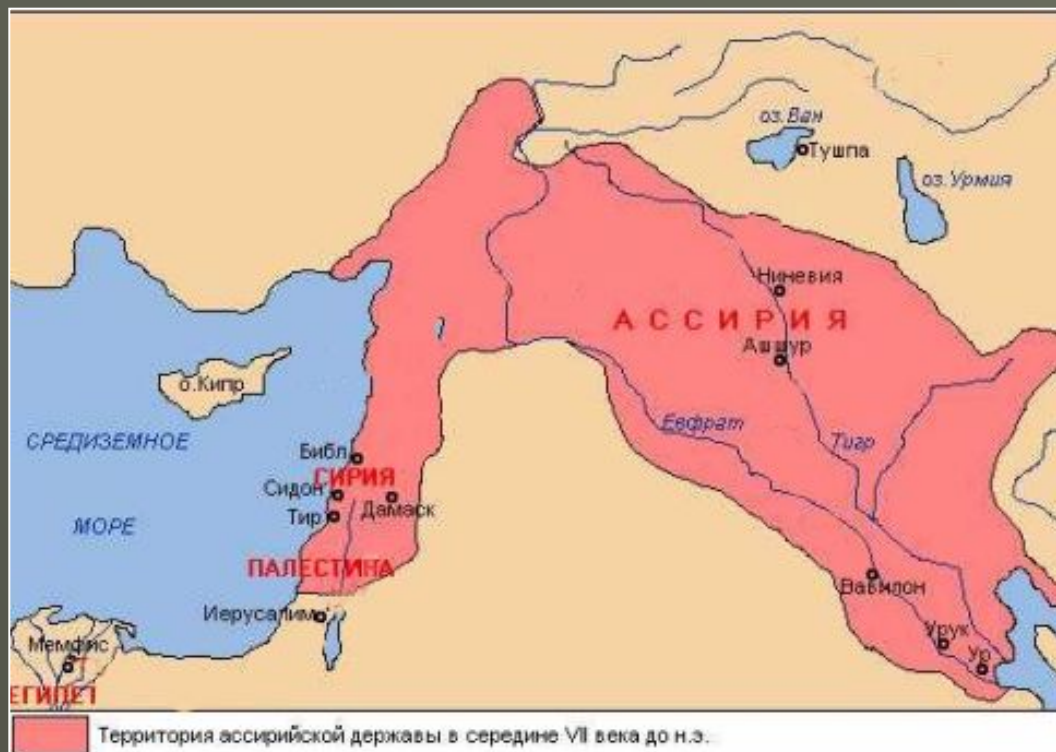 оз. Ван
Тушпа
оз. Урмия
Ниневия
АССИРИЯ
Ашшур
о. Кипр
Евфрат
Тигр
СРЕДИЗЕМНОЕ
МОРЕ
Библ
СИРИЯ
Сидон
Дамаск
Тир
ПАЛЕСТИНА
Вавилон
Иерусалим
Урук
Ур
Мемфис
ЕГИПЕТ
Территория ассирийской державы в середине VII века до н.э.